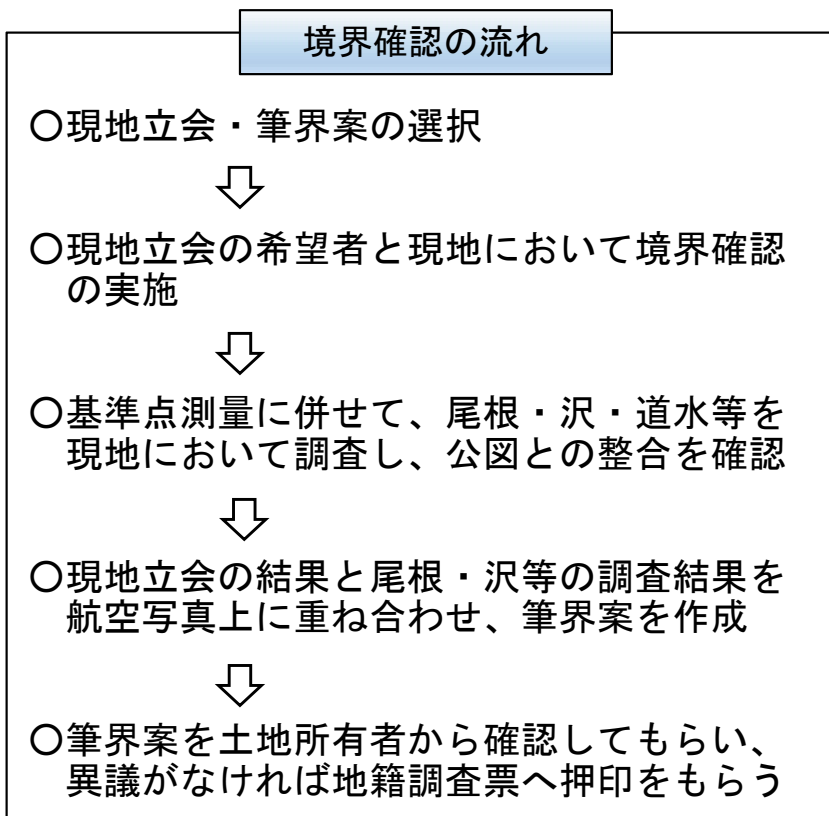 境界確認の流れ
〇現地立会・筆界案の選択
〇現地立会の希望者と現地において境界確認
の実施
〇基準点測量に併せて、尾根・沢・道水等を
現地において調査し、公図との整合を確認
〇現地立会の結果と尾根・沢等の調査結果を
航空写真上に重ね合わせ、筆界案を作成
〇筆界案を土地所有者から確認してもらい、
異議がなければ地籍調査票へ押印をもらう